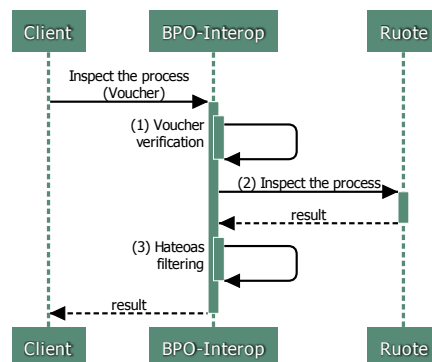 Client
BPO-Interop
Ruote
Inspect the process
(Voucher)
(1) Voucher
verification
(2) Inspect the process
result
(3) Hateoas
filtering
result
Client
BPO-Interop
Ruote